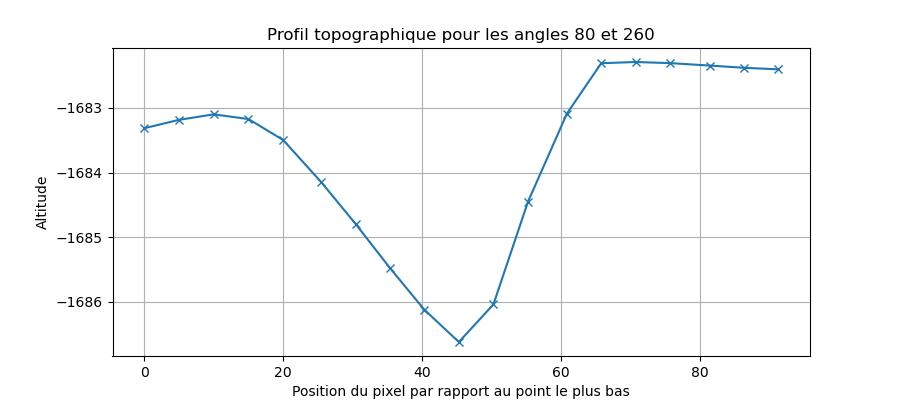 Profil topographique pour les angles 80 et 260
Altitude
−1683
−1684
−1685
−1686
0 20 40 60 80
Position du pixel par rapport au point le plus bas